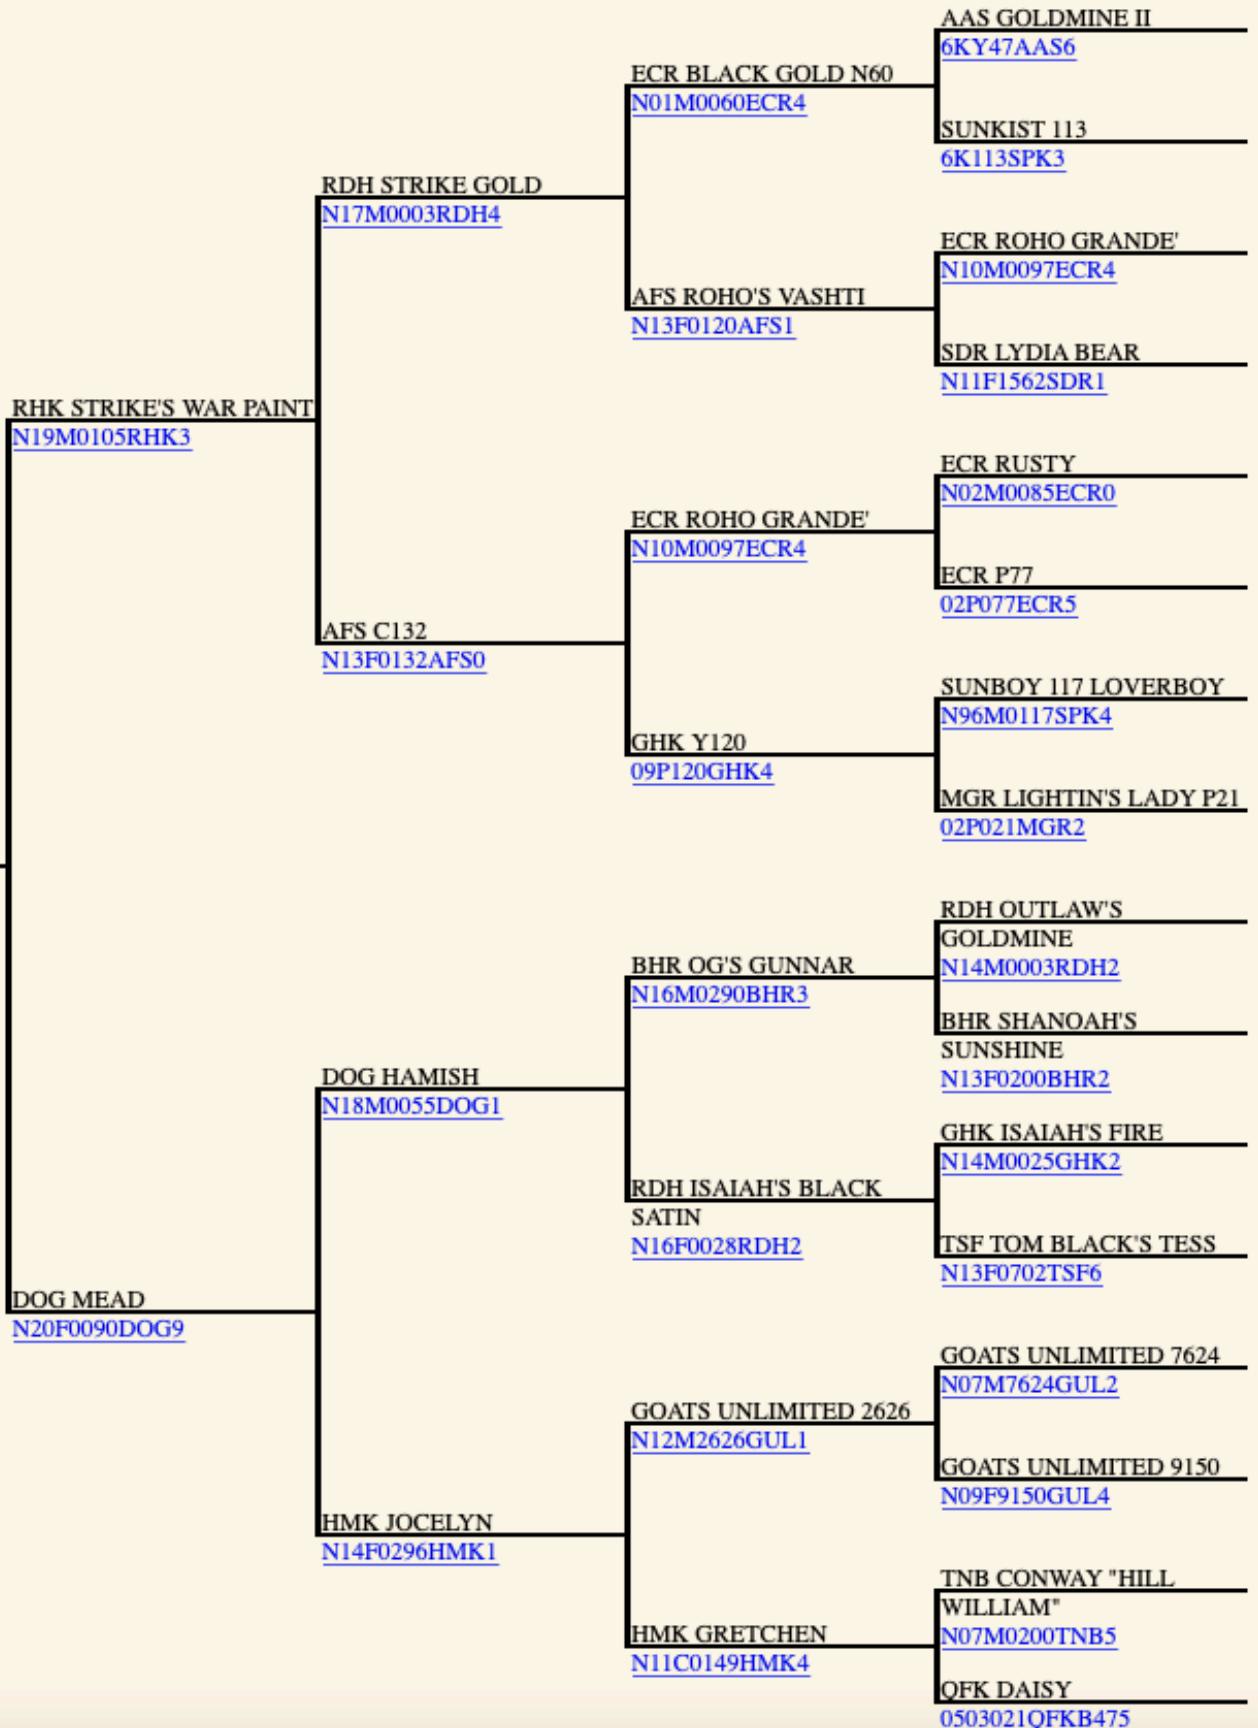 AAS GOLDMINE II
6KY47AAS6
ECR BLACK GOLD N60
N01M0060ECR4
SUNKIST 113
6K113SPK3
RDH STRIKE GOLD
N17M0003RDH4
ECR ROHO GRANDE'
N10M0097ECR4
AFS ROHO'S VASHTI
N13F0120AFS1
SDR LYDIA BEAR
N11F1562SDR1
RHK STRIKE'S WAR PAINT
N19M0105RHK3
ECR RUSTY
N02M0085ECR0
ECR ROHO GRANDE'
N10M0097ECR4
ECR P77
02P077ECR5
AFS C132
N13F0132AFS0
SUNBOY 117 LOVERBOY
N96M0117SPK4
GHK Y120
09P120GHK4
MGR LIGHTIN'S LADY P21
02P021MGR2
RDH OUTLAW'S
GOLDMINE
N14M0003RDH2
BHR OG'S GUNNAR
N16M0290BHR3
BHR SHANOAH'S
SUNSHINE
N13F0200BHR2
DOG HAMISH
N18M0055DOG1
GHK ISAIAH'S FIRE
N14M0025GHK2
RDH ISAIAH'S BLACK
SATIN
N16F0028RDH2
TSF TOM BLACK'S TESS
N13F0702TSF6
DOG MEAD
N20F0090DOG9
GOATS UNLIMITED 7624
N07M7624GUL2
GOATS UNLIMITED 2626
N12M2626GUL1
GOATS UNLIMITED 9150
N09F9150GUL4
HMK JOCELYN
N14F0296HMK1
TNB CONWAY "HILL
WILLIAM"
N07M0200TNB5
HMK GRETCHEN
N11C0149HMK4
QFK DAISY
0503021QFKB475